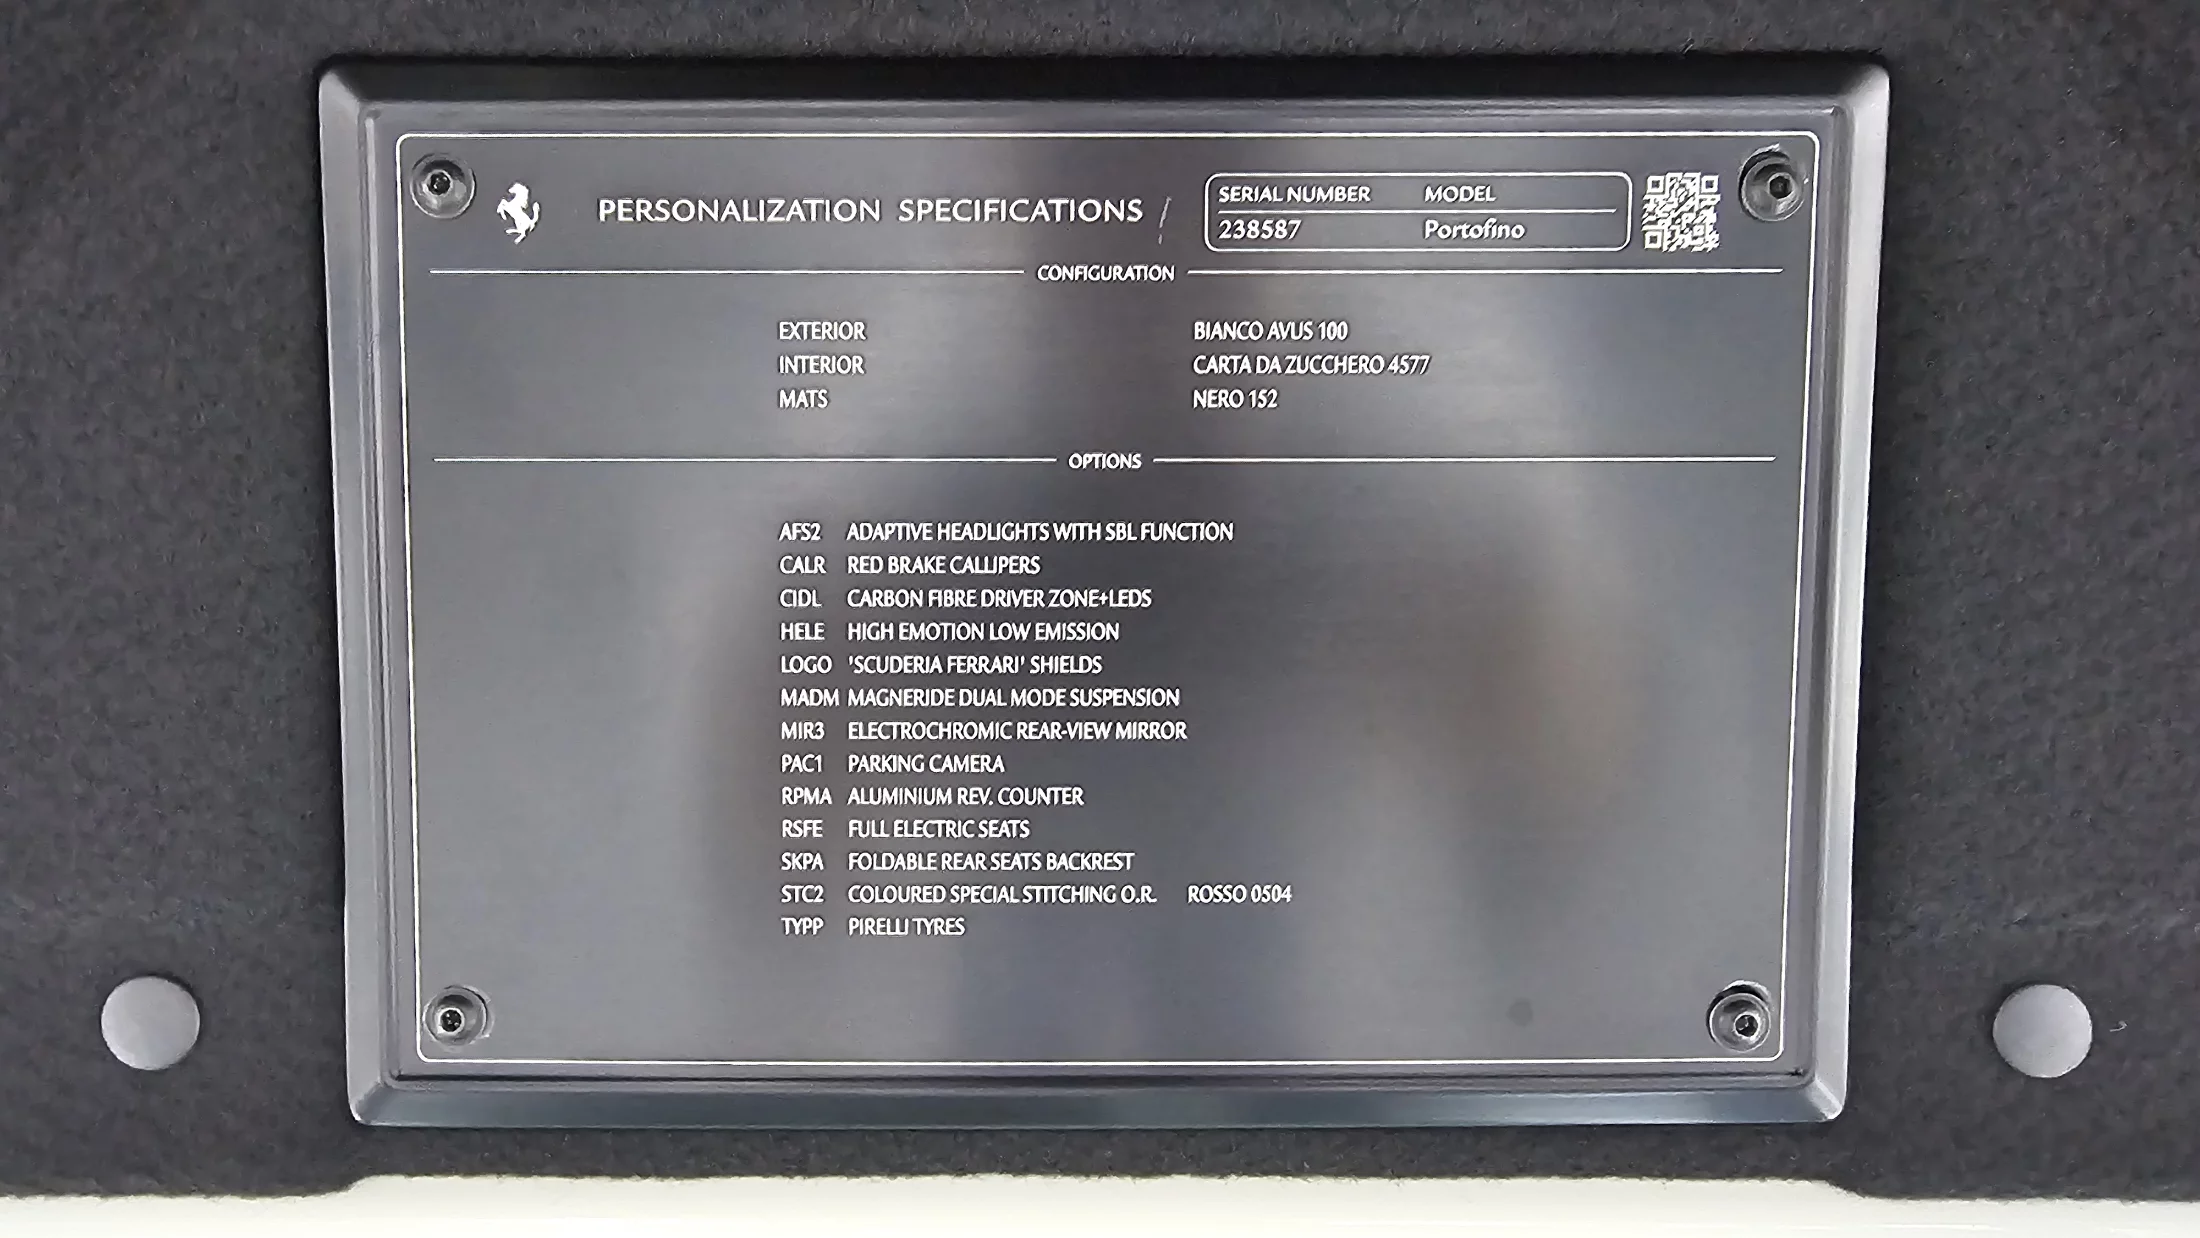 PERSONALIZATION SPECIFICATIONS
SERIAL NUMBER MODEL
238587 Portofino
CONFIGURATION
EXTERIOR BIANCO AVUS 100
INTERIOR CARTA DA ZUCCHERO 4577
MATS NERO 152
OPTIONS
AFS2 ADAPTIVE HEADLIGHTS WITH SBL FUNCTION
CALR RED BRAKE CALLIPERS
CIDL CARBON FIBRE DRIVER ZONE+LEDS
HELE HIGH EMOTION LOW EMISSION
LOGO 'SCUDERIA FERRARI' SHIELDS
MADM MAGNERIDE DUAL MODE SUSPENSION
MIR3 ELECTROCHROMIC REAR-VIEW MIRROR
PAC1 PARKING CAMERA
RPMA ALUMINIUM REV. COUNTER
RSFE FULL ELECTRIC SEATS
SKPA FOLDABLE REAR SEATS BACKREST
STC2 COLOURED SPECIAL STITCHING O.R. ROSSO 0504
TYPP PIRELLI TYRES